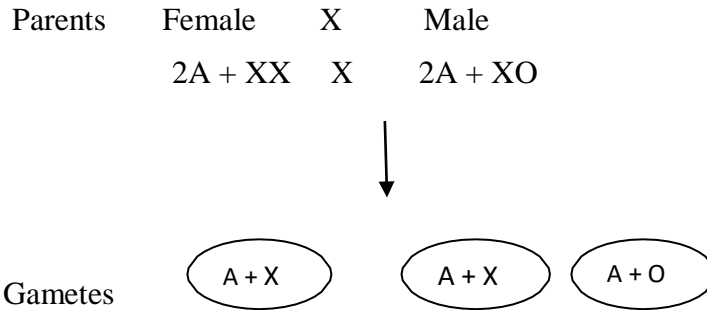 Parents Female X Male
2A + XX X 2A + XO
A + X A + X A + O
Gametes